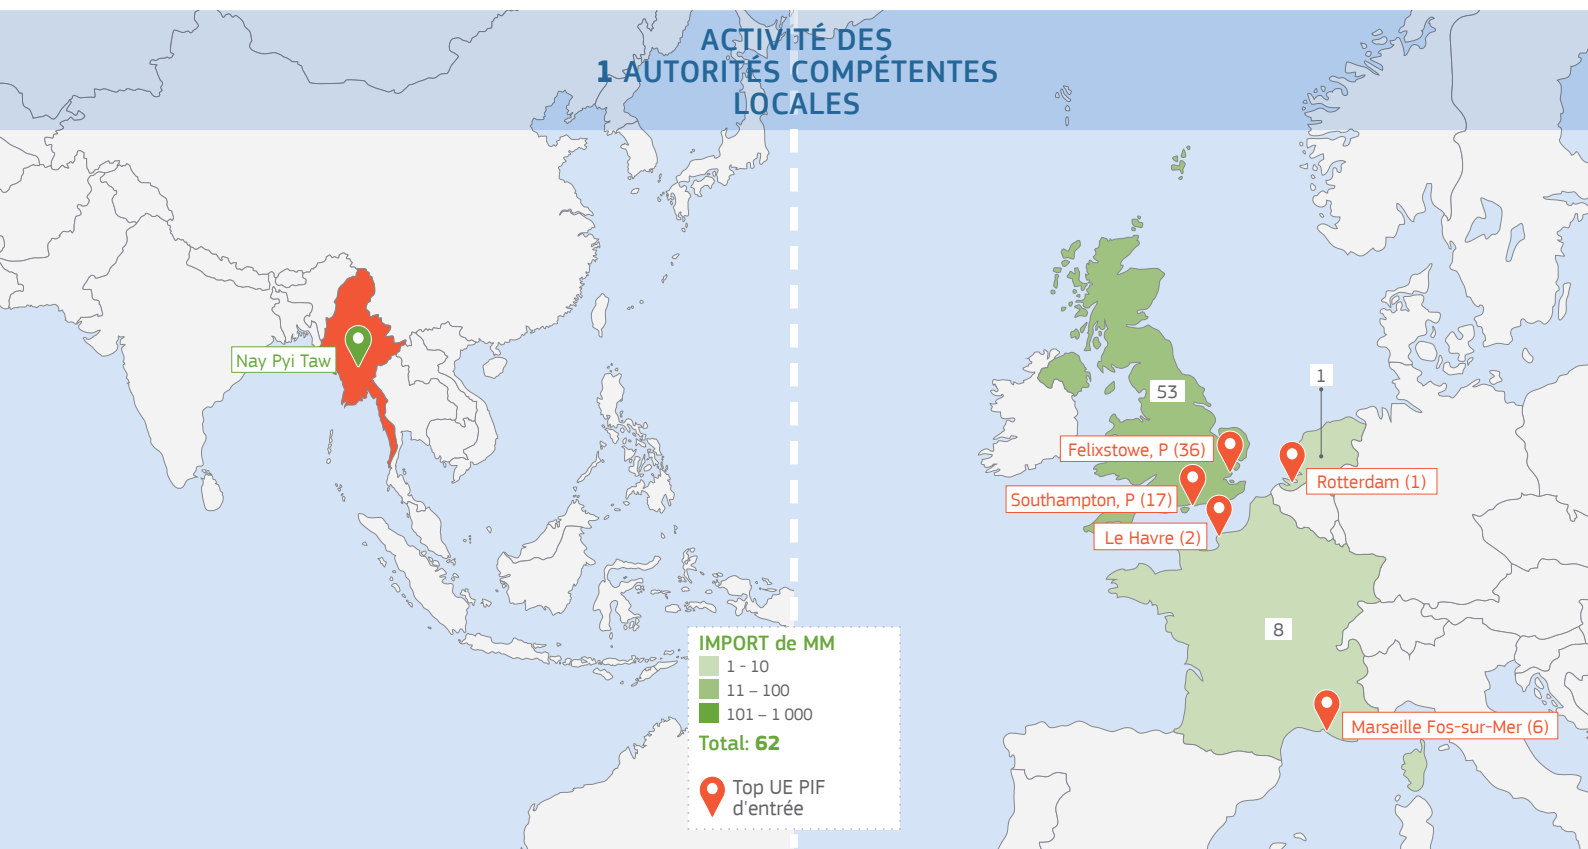 ACTIVITÉ DES
1 AUTORITÉS COMPÉTENTES
LOCALES
Nay Pyi Taw
53
1
Felixstowe, P (36)
Rotterdam (1)
Southampton, P (17)
Le Havre (2)
8
Marseille Fos-sur-Mer (6)
IMPORT de MM
1 - 10
11 – 100
101 – 1 000
Total: 62
Top UE PIF
d'entrée